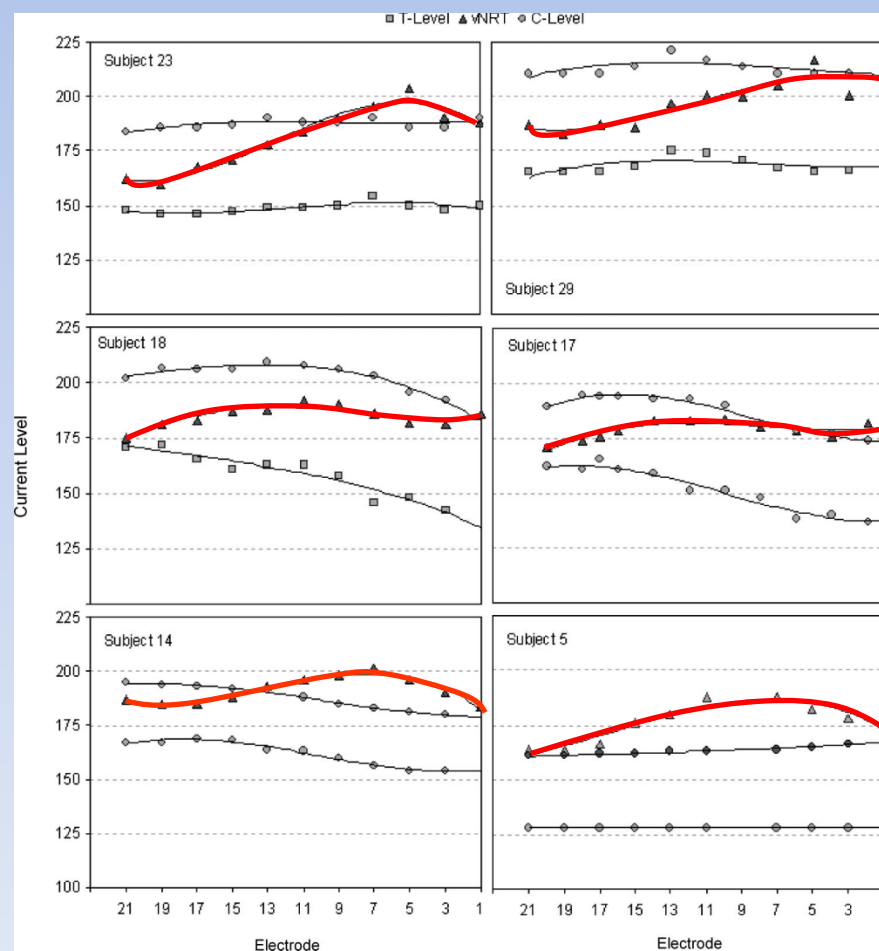 T-Level vNRT C-Level
Subject 23
225
200
175
150
125
Subject 29
Subject 18
225
200
175
150
125
Subject 17
Current Level
Subject 14
225
200
175
150
125
100
Subject 5
21 19 17 15 13 11 9 7 5 3 1
21 19 17 15 13 11 9 7 5 3
Electrode
Electrode